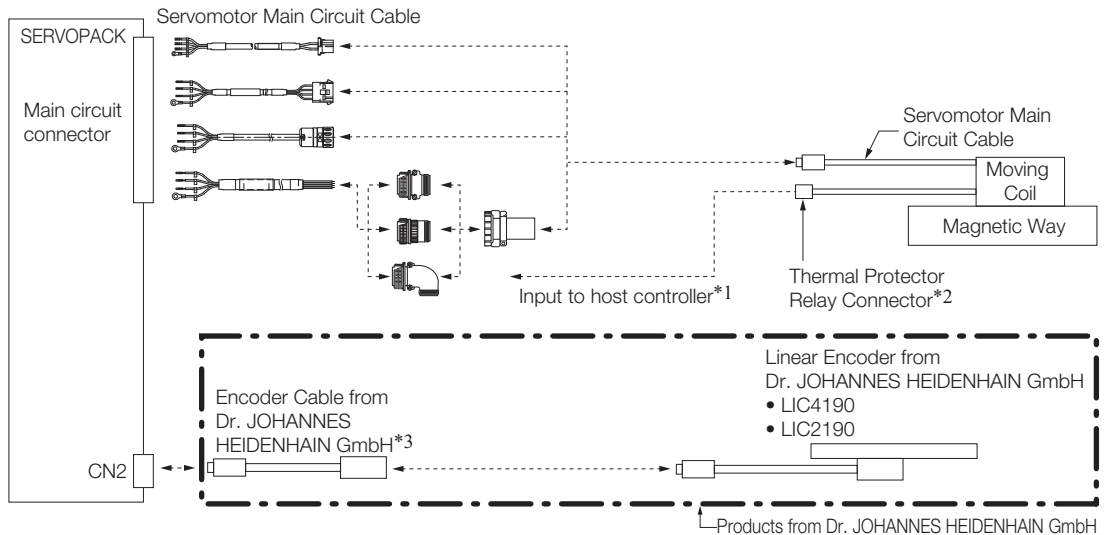 Servomotor Main Circuit Cable
SERVOPACK
Main circuit
connector
Servomotor Main
Circuit Cable
Moving
Coil
Magnetic Way
Thermal Protector
Relay Connector*2
Input to host controller*1
Linear Encoder from
Dr. JOHANNES HEIDENHAIN GmbH
• LIC4190
• LIC2190
Encoder Cable from
Dr. JOHANNES
HEIDENHAIN GmbH*3
CN2
Products from Dr. JOHANNES HEIDENHAIN GmbH